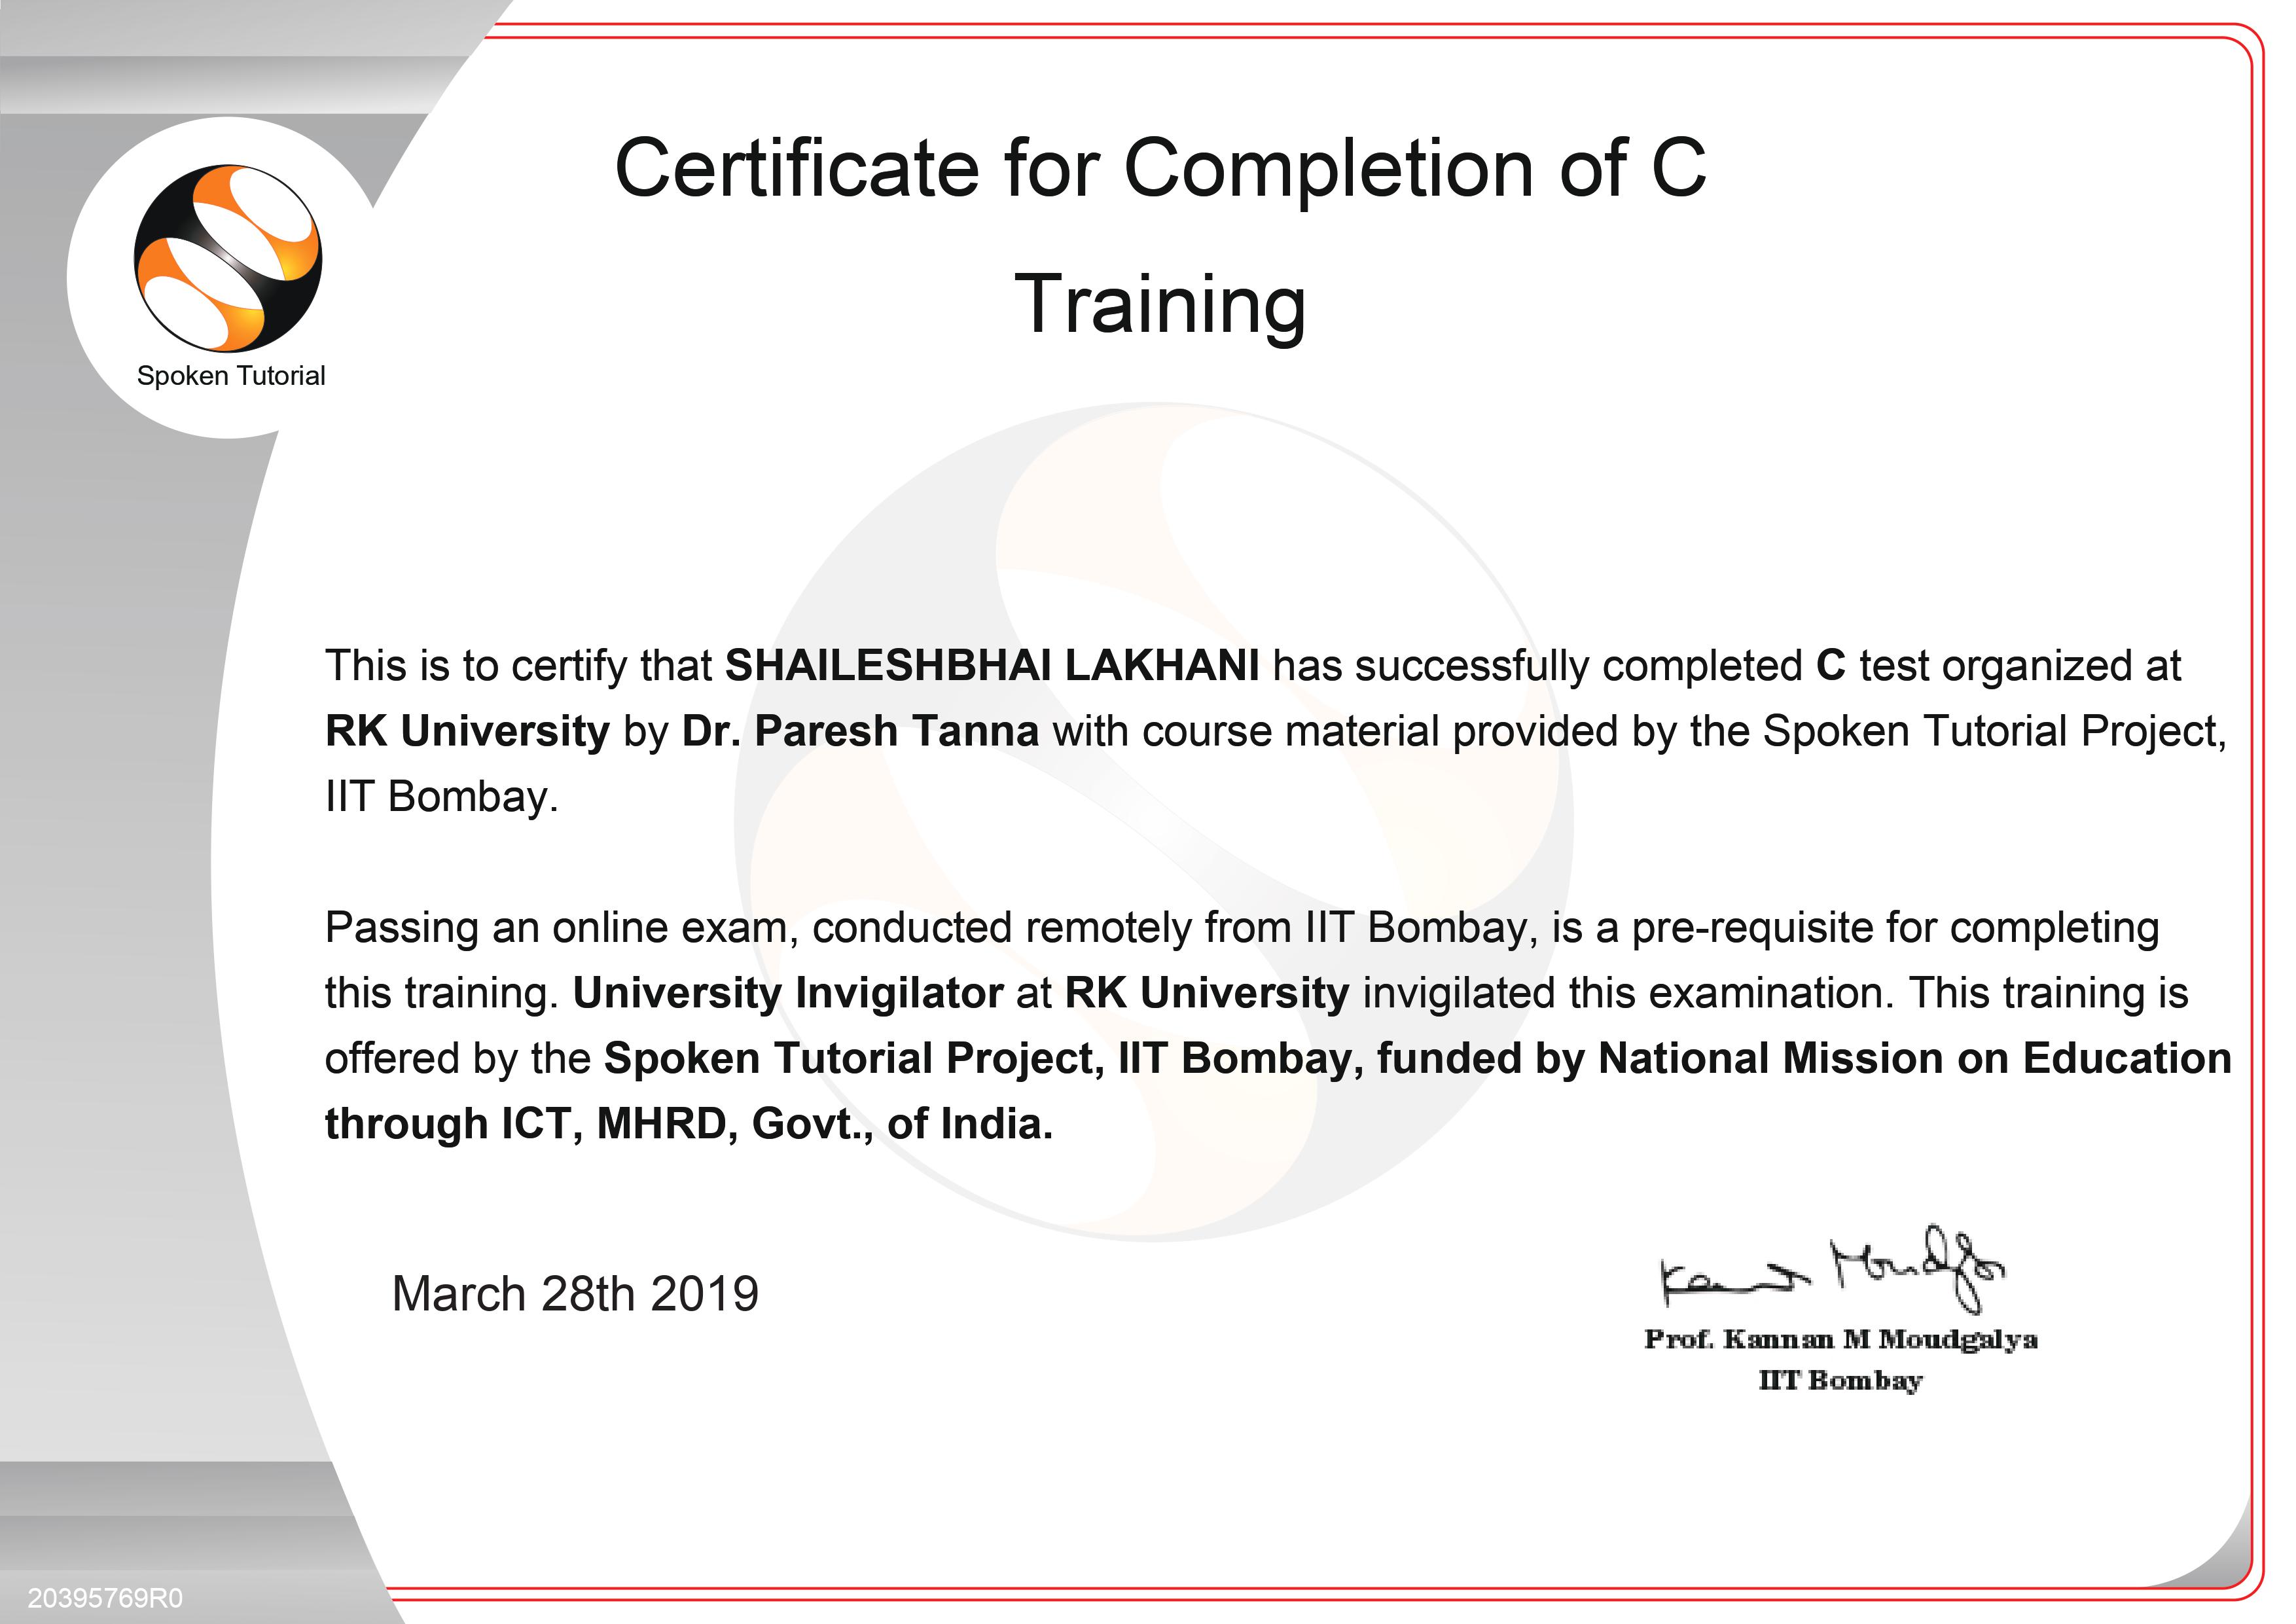 Certificate for Completion of C
Training
Spoken Tutorial
This is to certify that SHAILESHBHAI LAKHANI has successfully completed C test organized at
RK University by Dr. Paresh Tanna with course material provided by the Spoken Tutorial Project,
IIT Bombay.
Passing an online exam, conducted remotely from IIT Bombay, is a pre-requisite for completing
this training. University Invigilator at RK University invigilated this examination. This training is
offered by the Spoken Tutorial Project, IIT Bombay, funded by National Mission on Education
through ICT, MHRD, Govt., of India.
March 28th 2019
Kannan Moudgalya
Prof. Kannan M Moudgalya
IIT Bombay
20395769R0